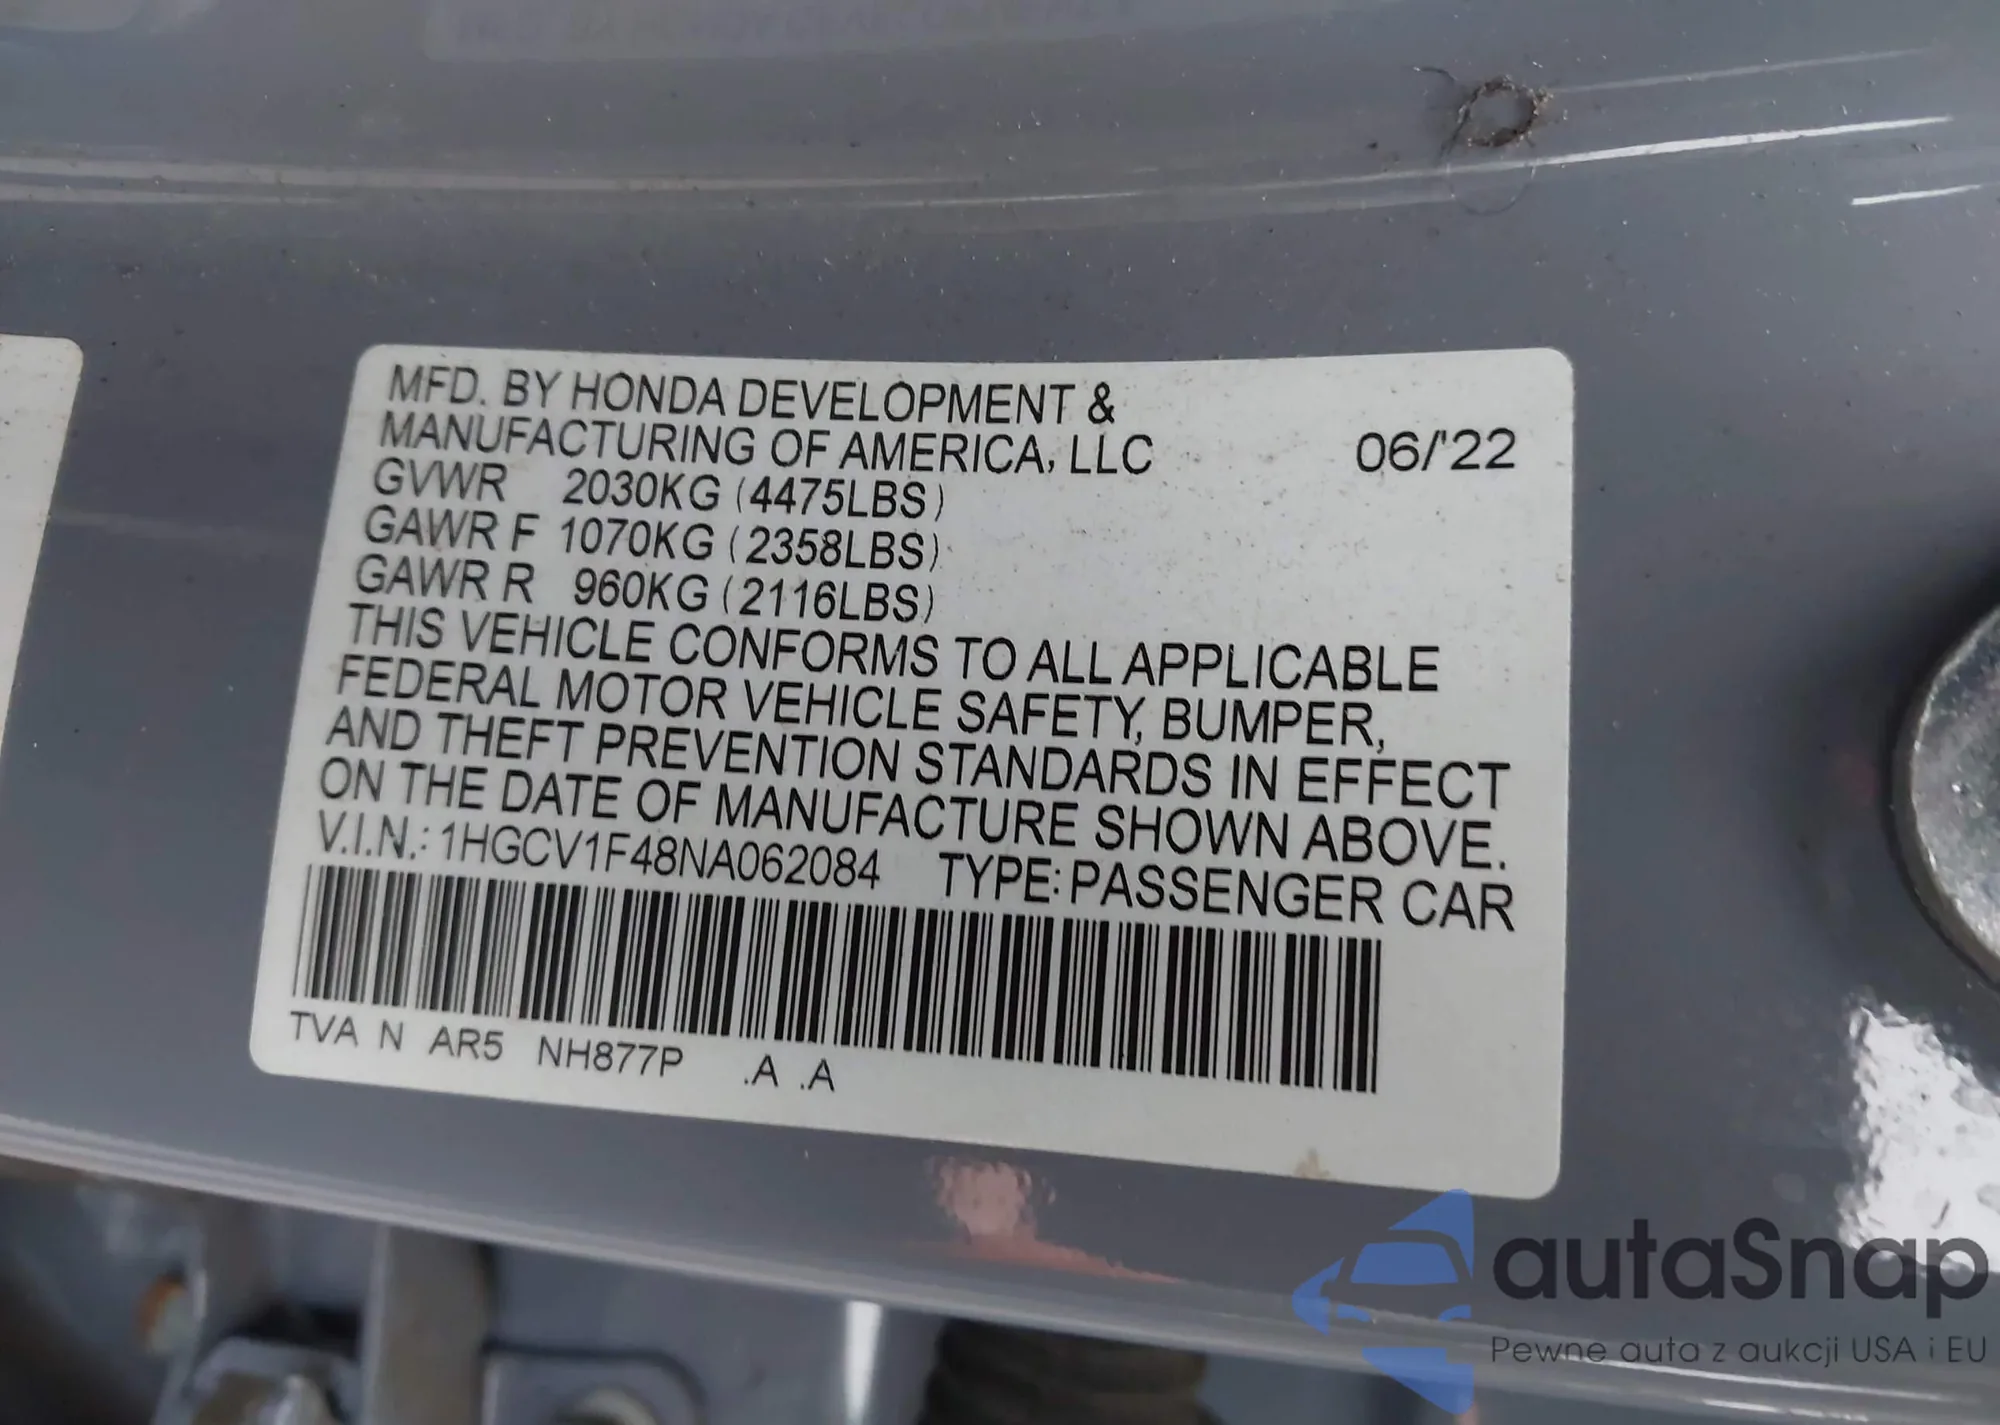 MFD. BY HONDA DEVELOPMENT &
MANUFACTURING OF AMERICA, LLC 06/'22
GVWR 2030KG (4475LBS)
GAWR F 1070KG (2358LBS)
GAWR R 960KG (2116LBS)
THIS VEHICLE CONFORMS TO ALL APPLICABLE
FEDERAL MOTOR VEHICLE SAFETY, BUMPER,
AND THEFT PREVENTION STANDARDS IN EFFECT
ON THE DATE OF MANUFACTURE SHOWN ABOVE.
V.I.N.: 1HGCV1F48NA062084 TYPE: PASSENGER CAR
TVA N AR5 NH877P .A .A
autaSnap
Pewne auta z aukcji USA i EU